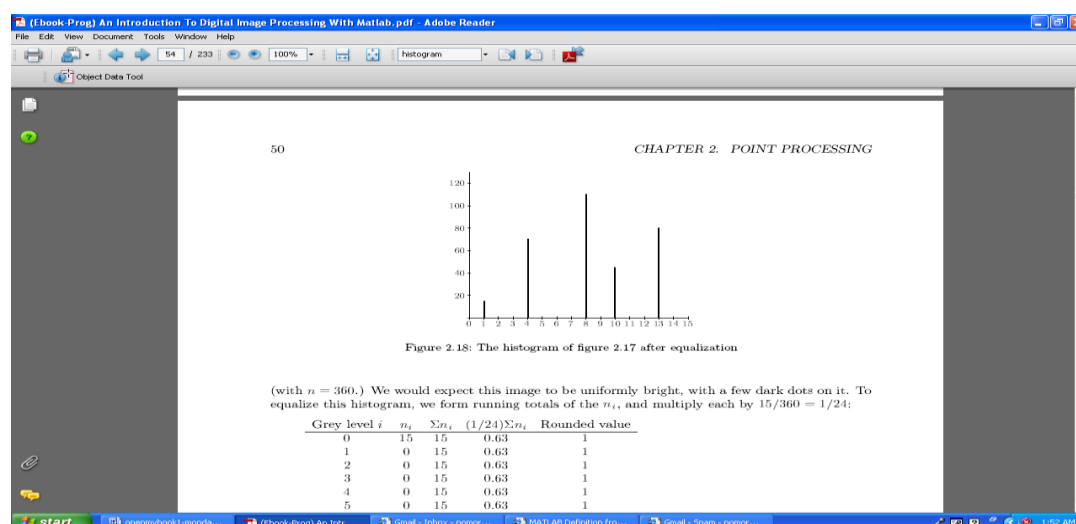 (Ebook-Prog) An Introduction To Digital Image Processing With Matlab.pdf - Adobe Reader
File Edit View Document Tools Window Help
54 / 233 100% histogram
Object Data Tool
50 CHAPTER 2. POINT PROCESSING
120
100
80
60
40
20
0 1 2 3 4 5 6 7 8 9 10 11 12 13 14 15
Figure 2.18: The histogram of figure 2.17 after equalization
(with n = 360.) We would expect this image to be uniformly bright, with a few dark dots on it. To
equalize this histogram, we form running totals of the nᵢ, and multiply each by 15/360 = 1/24:
Grey level i nᵢ Σnᵢ (1/24)Σnᵢ Rounded value
0 15 15 0.63 1
1 0 15 0.63 1
2 0 15 0.63 1
3 0 15 0.63 1
4 0 15 0.63 1
5 0 15 0.63 1
start openmybook1-monda... (Ebook-Prog) An Intr... Gmail - Inbox - nomor... MATLAB Definition fro... Gmail - Spam - nomor... 1:52 AM